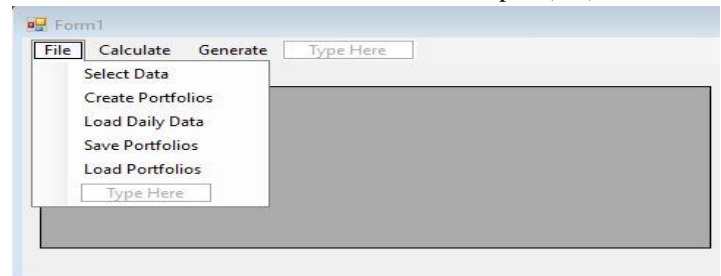 Form1
File Calculate Generate Type Here
Select Data
Create Portfolios
Load Daily Data
Save Portfolios
Load Portfolios
Type Here